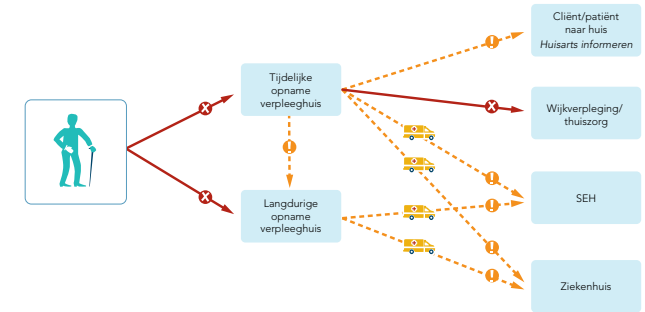 Cliënt/patiënt
naar huis
Huisarts informeren
Tijdelijke
opname
verpleeghuis
Wijkverpleging/
thuiszorg
Langdurige
opname
verpleeghuis
SEH
Ziekenhuis